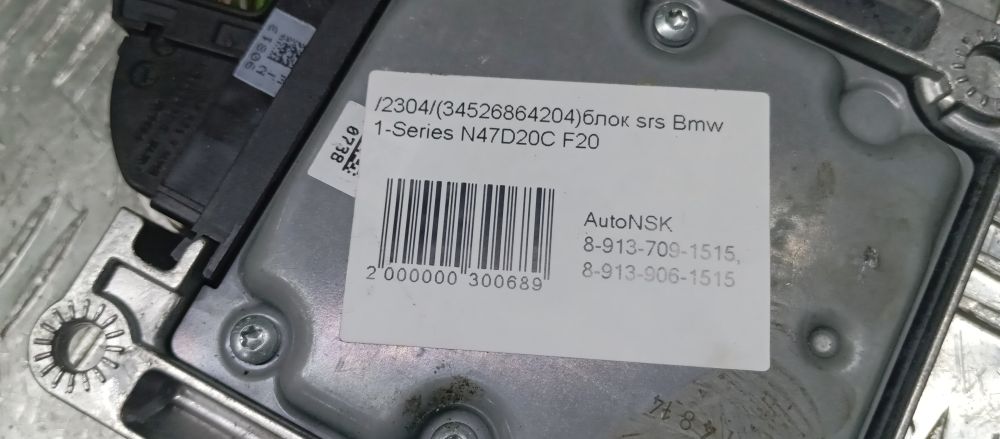 /2304/(34526864204)блок srs Bmw
1-Series N47D20C F20
AutoNSK
8-913-709-1515,
8-913-906-1515
2 000000 300689
0738